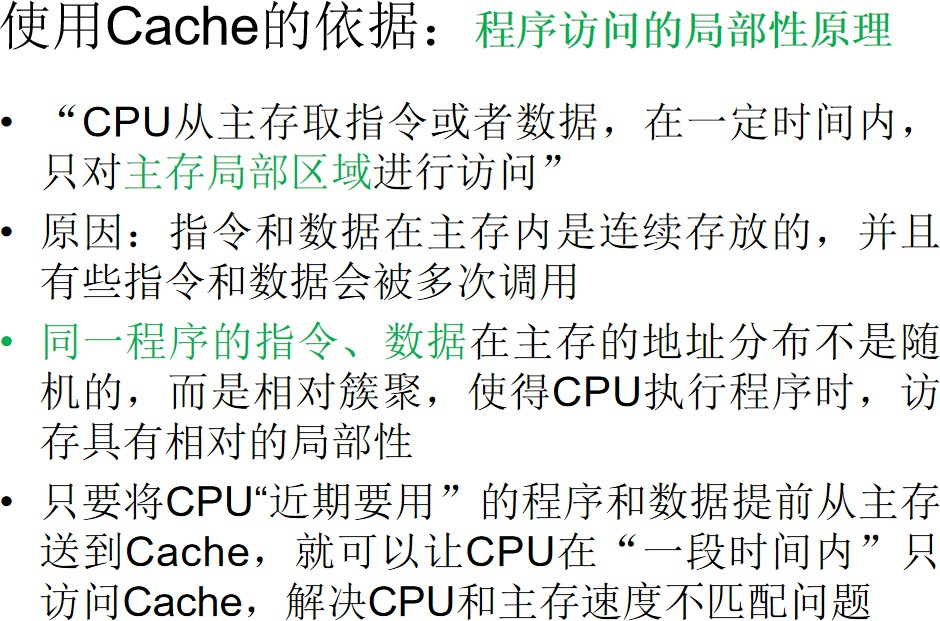 使用Cache的依据：程序访问的局部性原理
• “CPU从主存取指令或者数据，在一定时间内，
只对主存局部区域进行访问”
• 原因：指令和数据在主存内是连续存放的，并且
有些指令和数据会被多次调用
• 同一程序的指令、数据在主存的地址分布不是随
机的，而是相对簇聚，使得CPU执行程序时，访
存具有相对的局部性
• 只要将CPU“近期要用”的程序和数据提前从主存
送到Cache，就可以让CPU在“一段时间内”只
访问Cache，解决CPU和主存速度不匹配问题